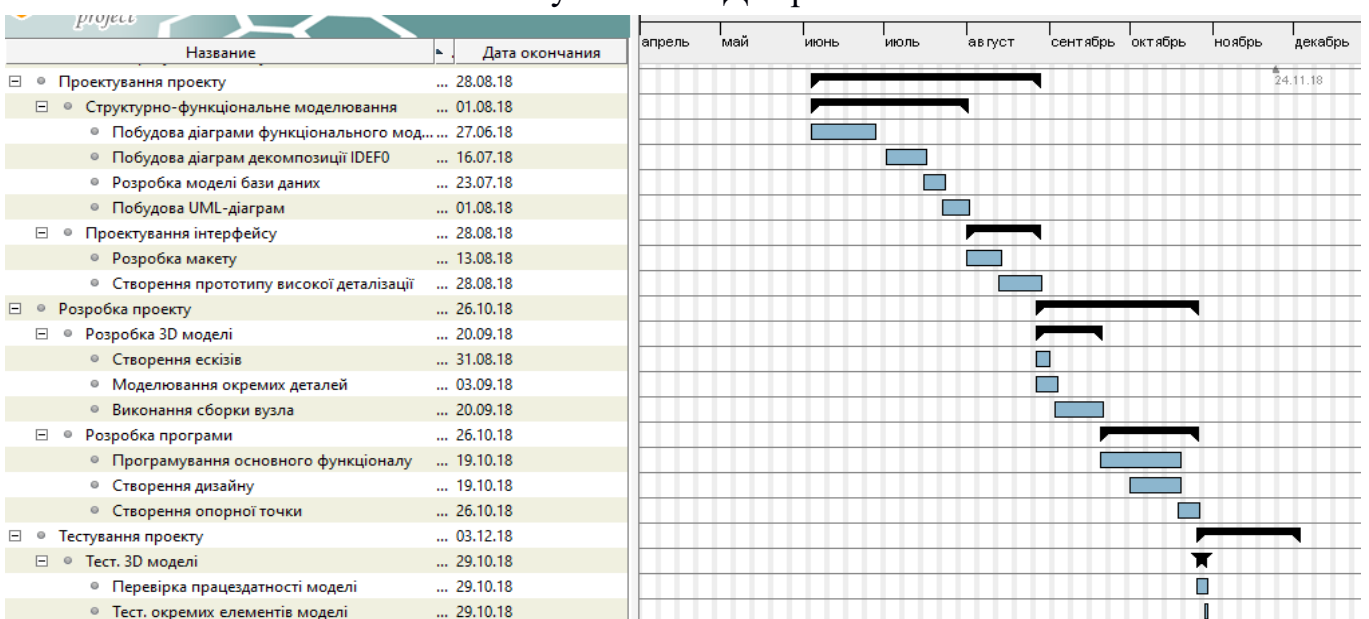 project
Название
Дата окончания
апрель май июнь июль август сентябрь октябрь ноябрь декабрь
24.11.18
Проектування проекту ... 28.08.18
Структурно-функціональне моделювання ... 01.08.18
Побудова діаграми функціонального мод... ... 27.06.18
Побудова діаграм декомпозиції IDEF0 ... 16.07.18
Розробка моделі бази даних ... 23.07.18
Побудова UML-діаграм ... 01.08.18
Проектування інтерфейсу ... 28.08.18
Розробка макету ... 13.08.18
Створення прототипу високої деталізації ... 28.08.18
Розробка проекту ... 26.10.18
Розробка 3D моделі ... 20.09.18
Створення ескізів ... 31.08.18
Моделювання окремих деталей ... 03.09.18
Виконання сборки вузла ... 20.09.18
Розробка програми ... 26.10.18
Програмування основного функціоналу ... 19.10.18
Створення дизайну ... 19.10.18
Створення опорної точки ... 26.10.18
Тестування проекту ... 03.12.18
Тест. 3D моделі ... 29.10.18
Перевірка працездатності моделі ... 29.10.18
Тест. окремих елементів моделі ... 29.10.18